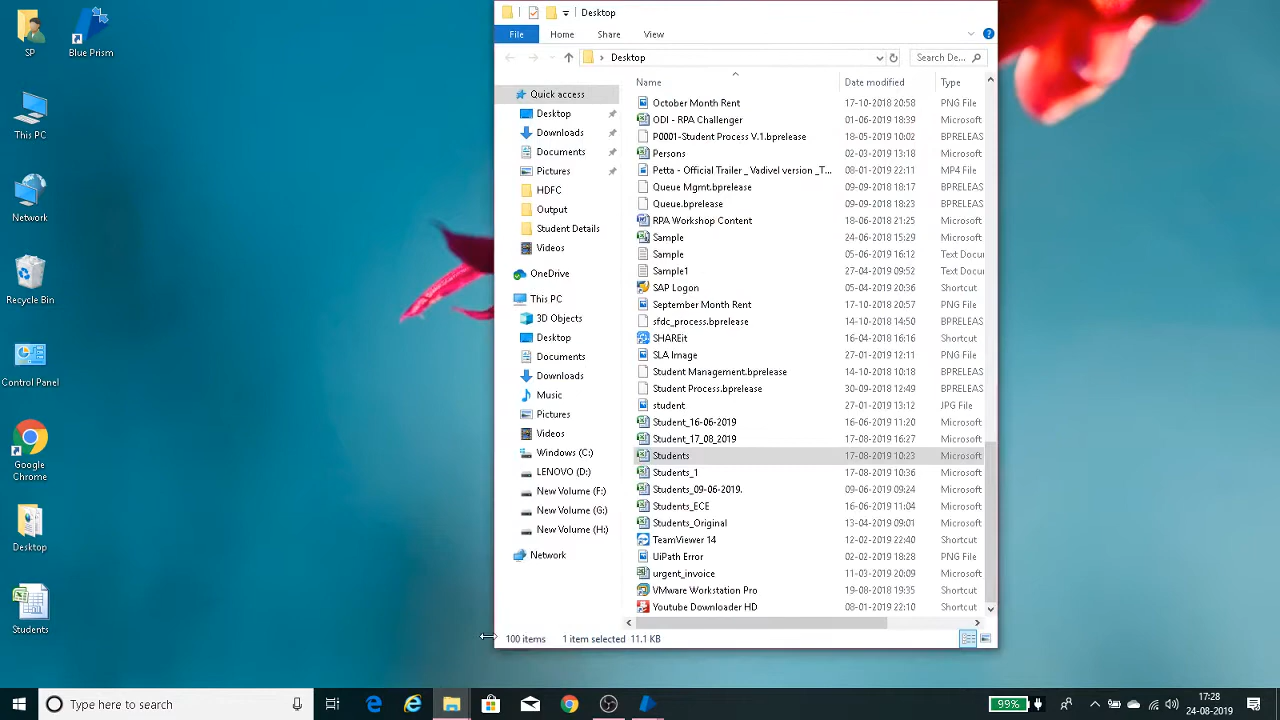 SP
Blue Prism
This PC
Network
Recycle Bin
Control Panel
Google
Chrome
Desktop
Students
Desktop
File Home Share View
Desktop
Search De...
Quick access
Desktop
Downloads
Documents
Pictures
HDFC
Output
Student Details
Videos
OneDrive
This PC
3D Objects
Desktop
Documents
Downloads
Music
Pictures
Videos
Windows (C:)
LENOVO (D:)
New Volume (F:)
New Volume (G:)
New Volume (H:)
Network
Name Date modified Type
October Month Rent 17-10-2018 20:58 PNG File
ODI - RPA Challenger 01-06-2019 18:39 Microsoft
P0001-Student Process V.1.bprelease 18-05-2019 10:02 BPRELEAS
Persons 02-03-2019 13:18 Microsoft
Petta - Official Trailer _ Vadivel version _T... 08-01-2019 22:11 MP4 File
Queue Mgmt.bprelease 09-09-2018 18:17 BPRELEAS
Queue.bprelease 09-09-2018 18:23 BPRELEAS
RPA Workshop Content 18-06-2018 21:25 Microsoft
Sample 24-06-2018 15:29 Microsoft
Sample 05-06-2019 16:12 Text Docu
Sample1 27-04-2019 09:52 Text Docu
SAP Logon 05-04-2019 20:36 Shortcut
September Month Rent 17-10-2018 20:57 PNG File
sfdc_process.bprelease 14-10-2018 14:50 BPRELEAS
SHAREit 16-04-2018 16:16 Shortcut
SLA Image 27-01-2019 12:11 PNG File
Student Management.bprelease 14-10-2018 10:18 BPRELEAS
Student Process.bprelease 30-09-2018 12:49 BPRELEAS
student 27-01-2019 13:12 JPG File
Student_16-06-2019 16-06-2019 11:20 Microsoft
Student_17_08_2019 17-08-2019 16:27 Microsoft
Students 17-08-2019 10:23 Microsoft
Students_1 17-08-2019 10:36 Microsoft
Students_09-06-2019. 09-06-2019 09:24 Microsoft
Students_ECE 16-06-2019 11:04 Microsoft
Students_Original 13-04-2019 09:01 Microsoft
TeamViewer 14 12-02-2019 22:40 Shortcut
UiPath Error 02-02-2019 18:28 PNG File
urgent_invoice 11-03-2019 20:09 Microsoft
VMware Workstation Pro 19-08-2018 19:35 Shortcut
Youtube Downloader HD 08-01-2019 22:10 Shortcut
100 items 1 item selected 11.1 KB
Type here to search
99%
17:28
23-08-2019